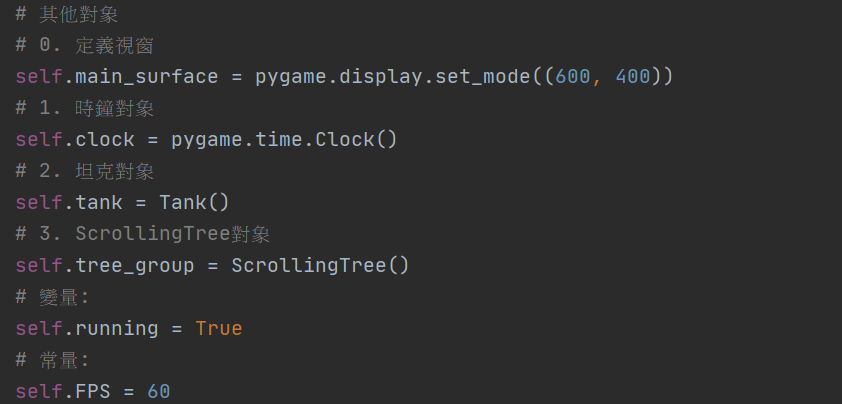 # 其他對象
# 0. 定義視窗
self.main_surface = pygame.display.set_mode((600, 400))
# 1. 時鐘對象
self.clock = pygame.time.Clock()
# 2. 坦克對象
self.tank = Tank()
# 3. ScrollingTree對象
self.tree_group = ScrollingTree()
# 變量:
self.running = True
# 常量:
self.FPS = 60